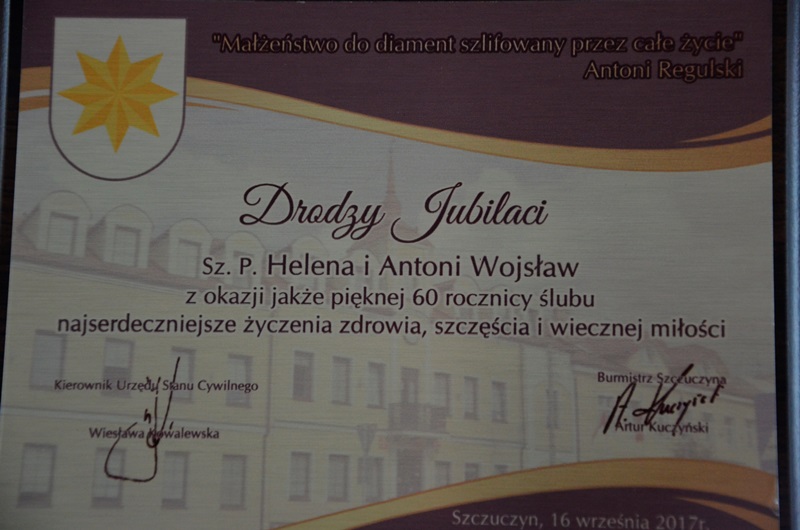 "Małżeństwo do diament szlifowany przez całe życie"
Antoni Regulski
Drodzy Jubilaci
Sz. P. Helena i Antoni Wojsław
z okazji jakże pięknej 60 rocznicy ślubu
najserdeczniejsze życzenia zdrowia, szczęścia i wiecznej miłości
Kierownik Urzędu Stanu Cywilnego
Wiesława Kowalewska
Burmistrz Szczuczyna
A. Kuczyński
Artur Kuczyński
Szczuczyn, 16 września 2017r.